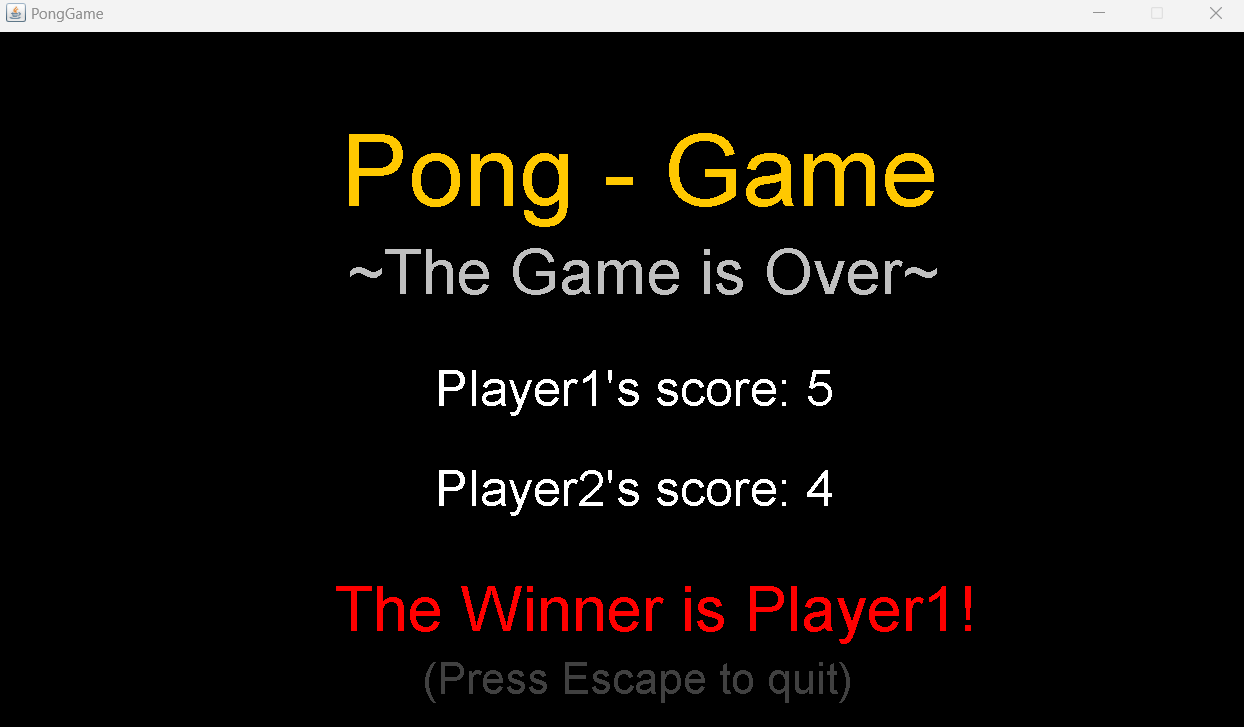 PongGame
Pong - Game
~The Game is Over~
Player1's score: 5
Player2's score: 4
The Winner is Player1!
(Press Escape to quit)